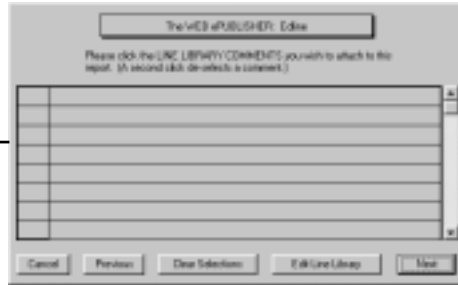 The WEB ePUBLISHER: Edline
Please click the LINE LIBRARY COMMENTS you wish to attach to this
report. (A second click de-selects a comment.)
Cancel
Previous
Clear Selections
Edit Line Library
Next